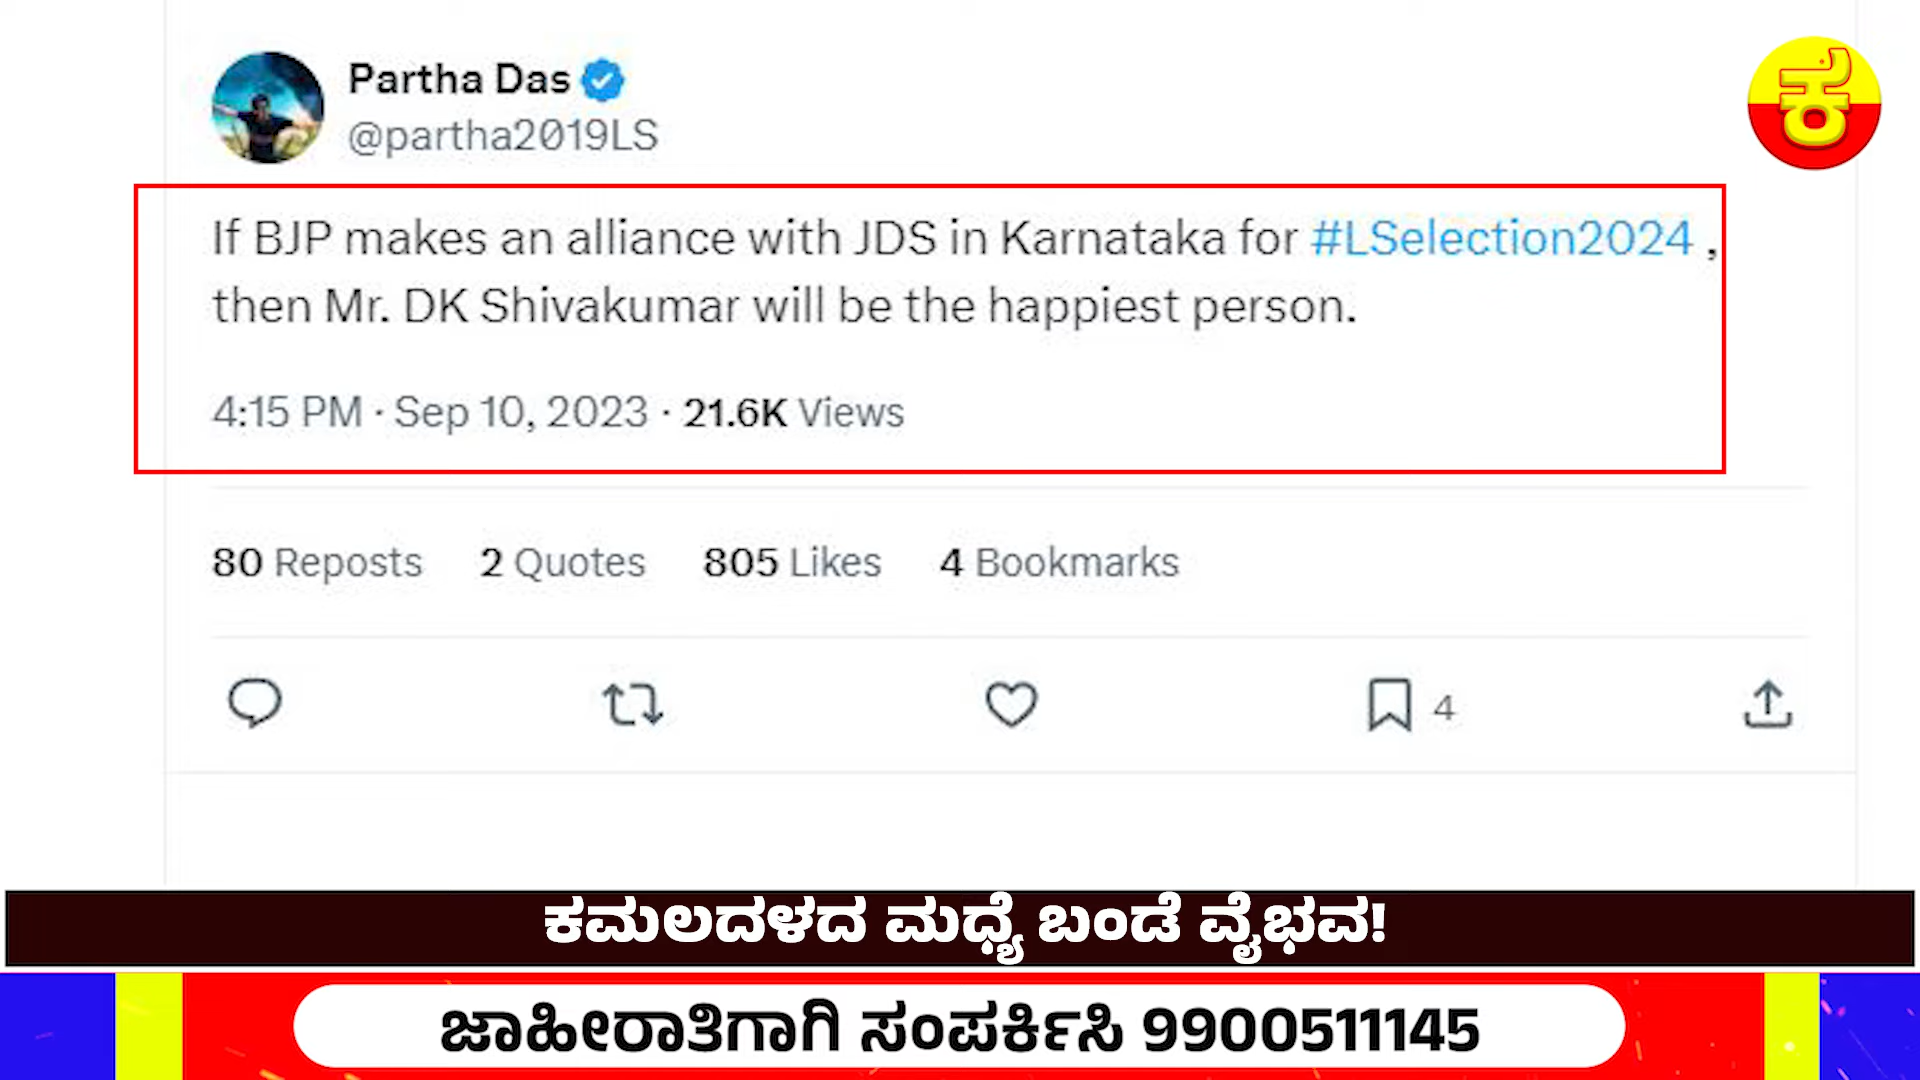 Partha Das
@partha2019LS
ಕ
If BJP makes an alliance with JDS in Karnataka for #LSelection2024 ,
then Mr. DK Shivakumar will be the happiest person.
4:15 PM · Sep 10, 2023 · 21.6K Views
80 Reposts 2 Quotes 805 Likes 4 Bookmarks
4
ಕಮಲದಳದ ಮಧ್ಯೆ ಬಂಡೆ ವೈಭವ!
ಜಾಹೀರಾತಿಗಾಗಿ ಸಂಪರ್ಕಿಸಿ 9900511145